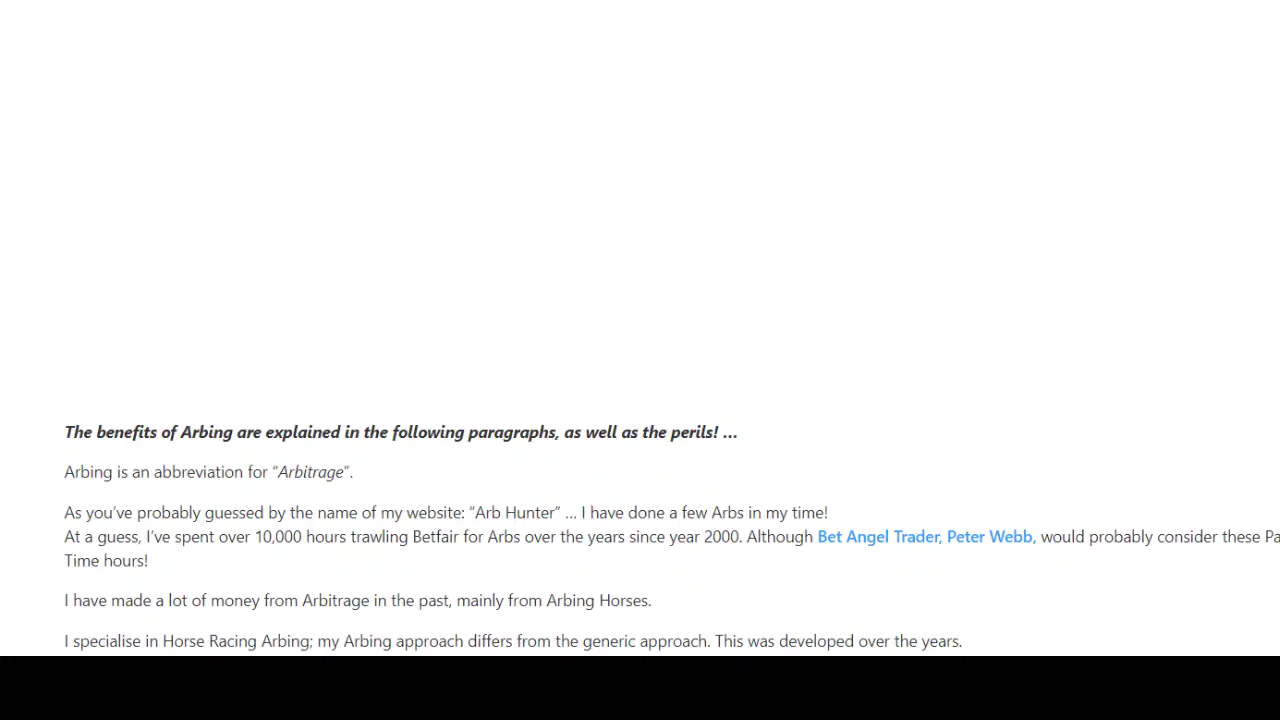 The benefits of Arbing are explained in the following paragraphs, as well as the perils! …
Arbing is an abbreviation for “Arbitrage”.
As you’ve probably guessed by the name of my website: “Arb Hunter” … I have done a few Arbs in my time!
At a guess, I’ve spent over 10,000 hours trawling Betfair for Arbs over the years since year 2000. Although Bet Angel Trader, Peter Webb, would probably consider these Pa
Time hours!
I have made a lot of money from Arbitrage in the past, mainly from Arbing Horses.
I specialise in Horse Racing Arbing; my Arbing approach differs from the generic approach. This was developed over the years.